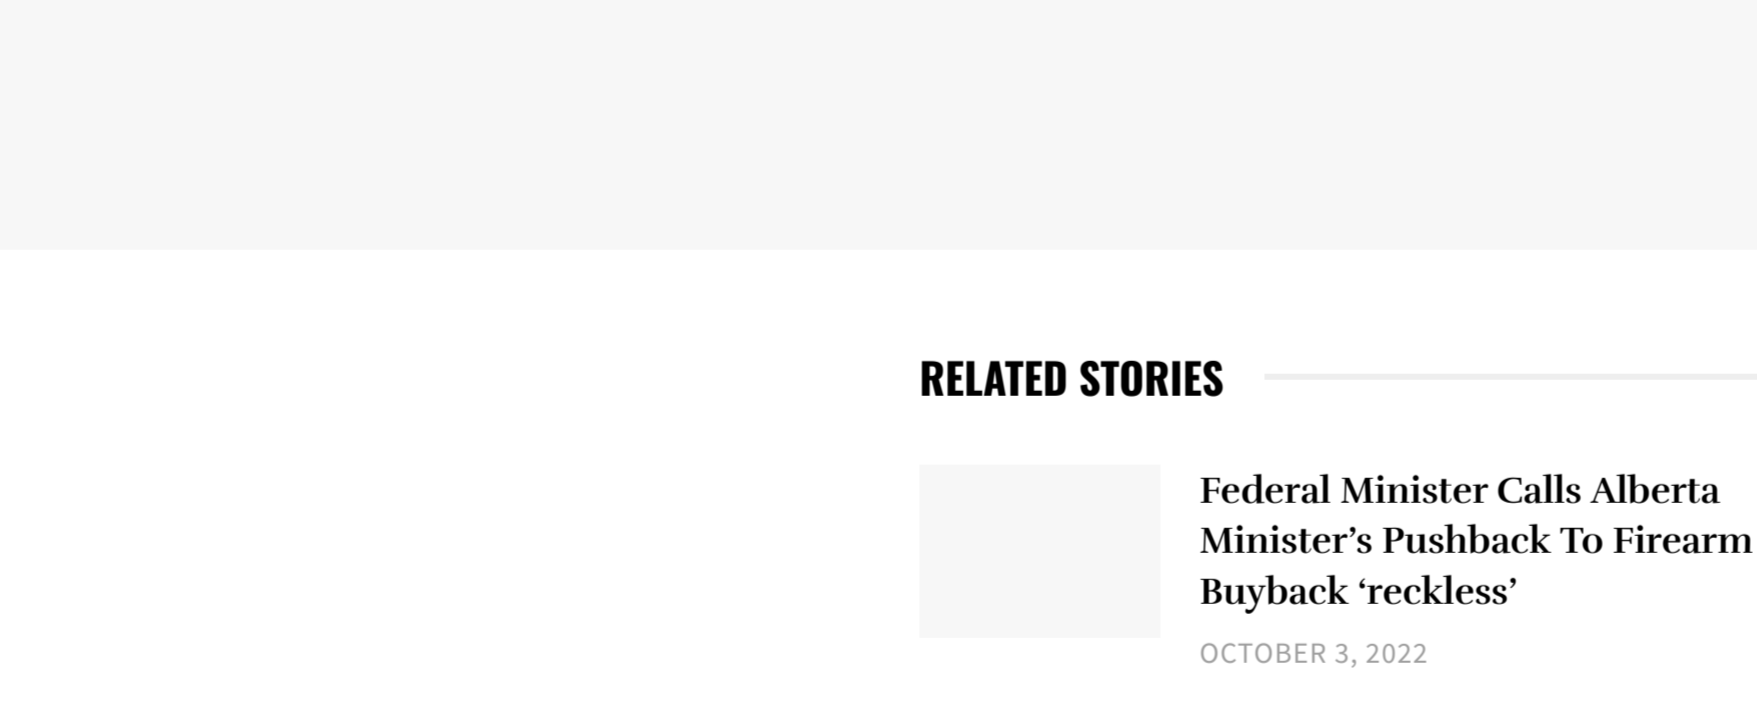 RELATED STORIES
Federal Minister Calls Alberta
Minister’s Pushback To Firearm
Buyback ‘reckless’
OCTOBER 3, 2022